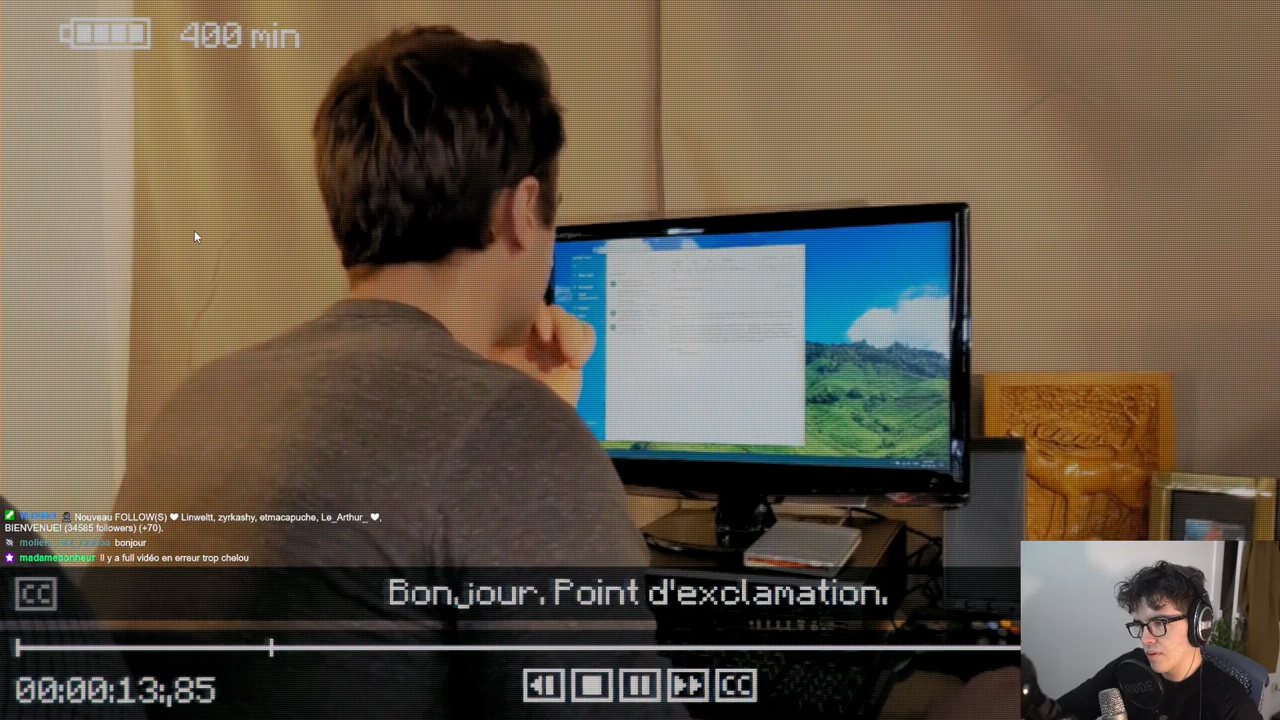 400 min
Nouveau FOLLOW(S) ❤ Linweltt, zyrkashy, etmacapuche, Le_Arthur_ ❤,
BIENVENUE! (34565 followers) (+70).
bonjour
madamebonheur Il y a full vidéo en erreur trop chelou
CC
Bonjour. Point d'exclamation.
00:00:13;,85
CC